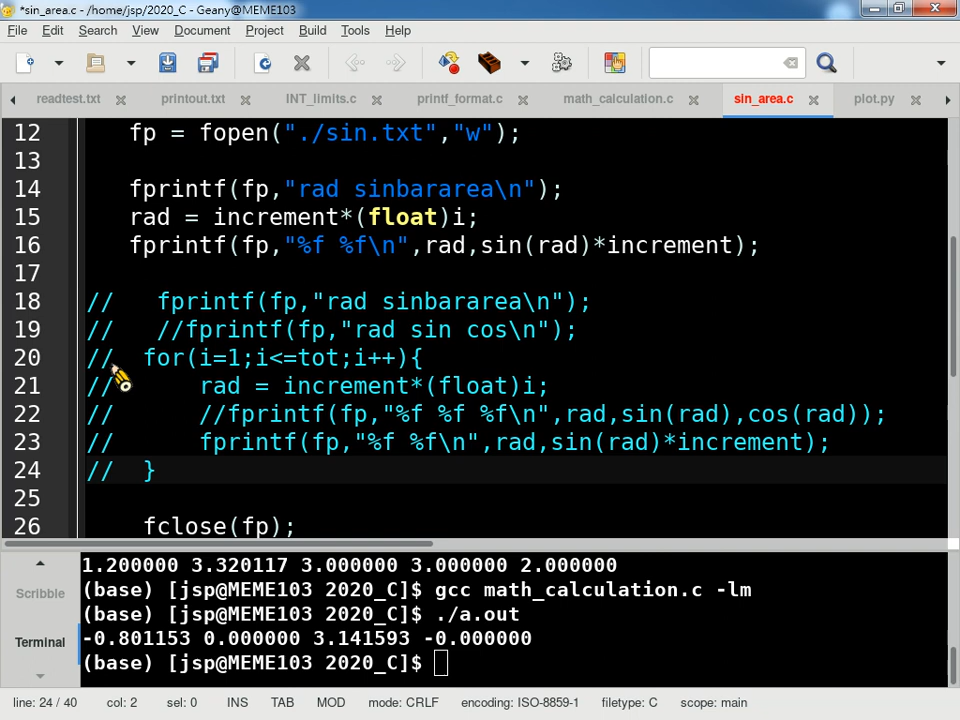 *sin_area.c - /home/jsp/2020_C - Geany@MEME103
File Edit Search View Document Project Build Tools Help
readtest.txt printout.txt INT_limits.c printf_format.c math_calculation.c sin_area.c plot.py
12 fp = fopen("./sin.txt","w");
13
14 fprintf(fp,"rad sinbararea\n");
15 rad = increment*(float)i;
16 fprintf(fp,"%f %f\n",rad,sin(rad)*increment);
17
18 // fprintf(fp,"rad sinbararea\n");
19 // //fprintf(fp,"rad sin cos\n");
20 // for(i=1;i<=tot;i++){
21 // rad = increment*(float)i;
22 // //fprintf(fp,"%f %f %f\n",rad,sin(rad),cos(rad));
23 // fprintf(fp,"%f %f\n",rad,sin(rad)*increment);
24 // }
25
26 fclose(fp);
Scribble
Terminal
1.200000 3.320117 3.000000 3.000000 2.000000
(base) [jsp@MEME103 2020_C]$ gcc math_calculation.c -lm
(base) [jsp@MEME103 2020_C]$ ./a.out
-0.801153 0.000000 3.141593 -0.000000
(base) [jsp@MEME103 2020_C]$
line: 24 / 40 col: 2 sel: 0 INS TAB MOD mode: CRLF encoding: ISO-8859-1 filetype: C scope: main